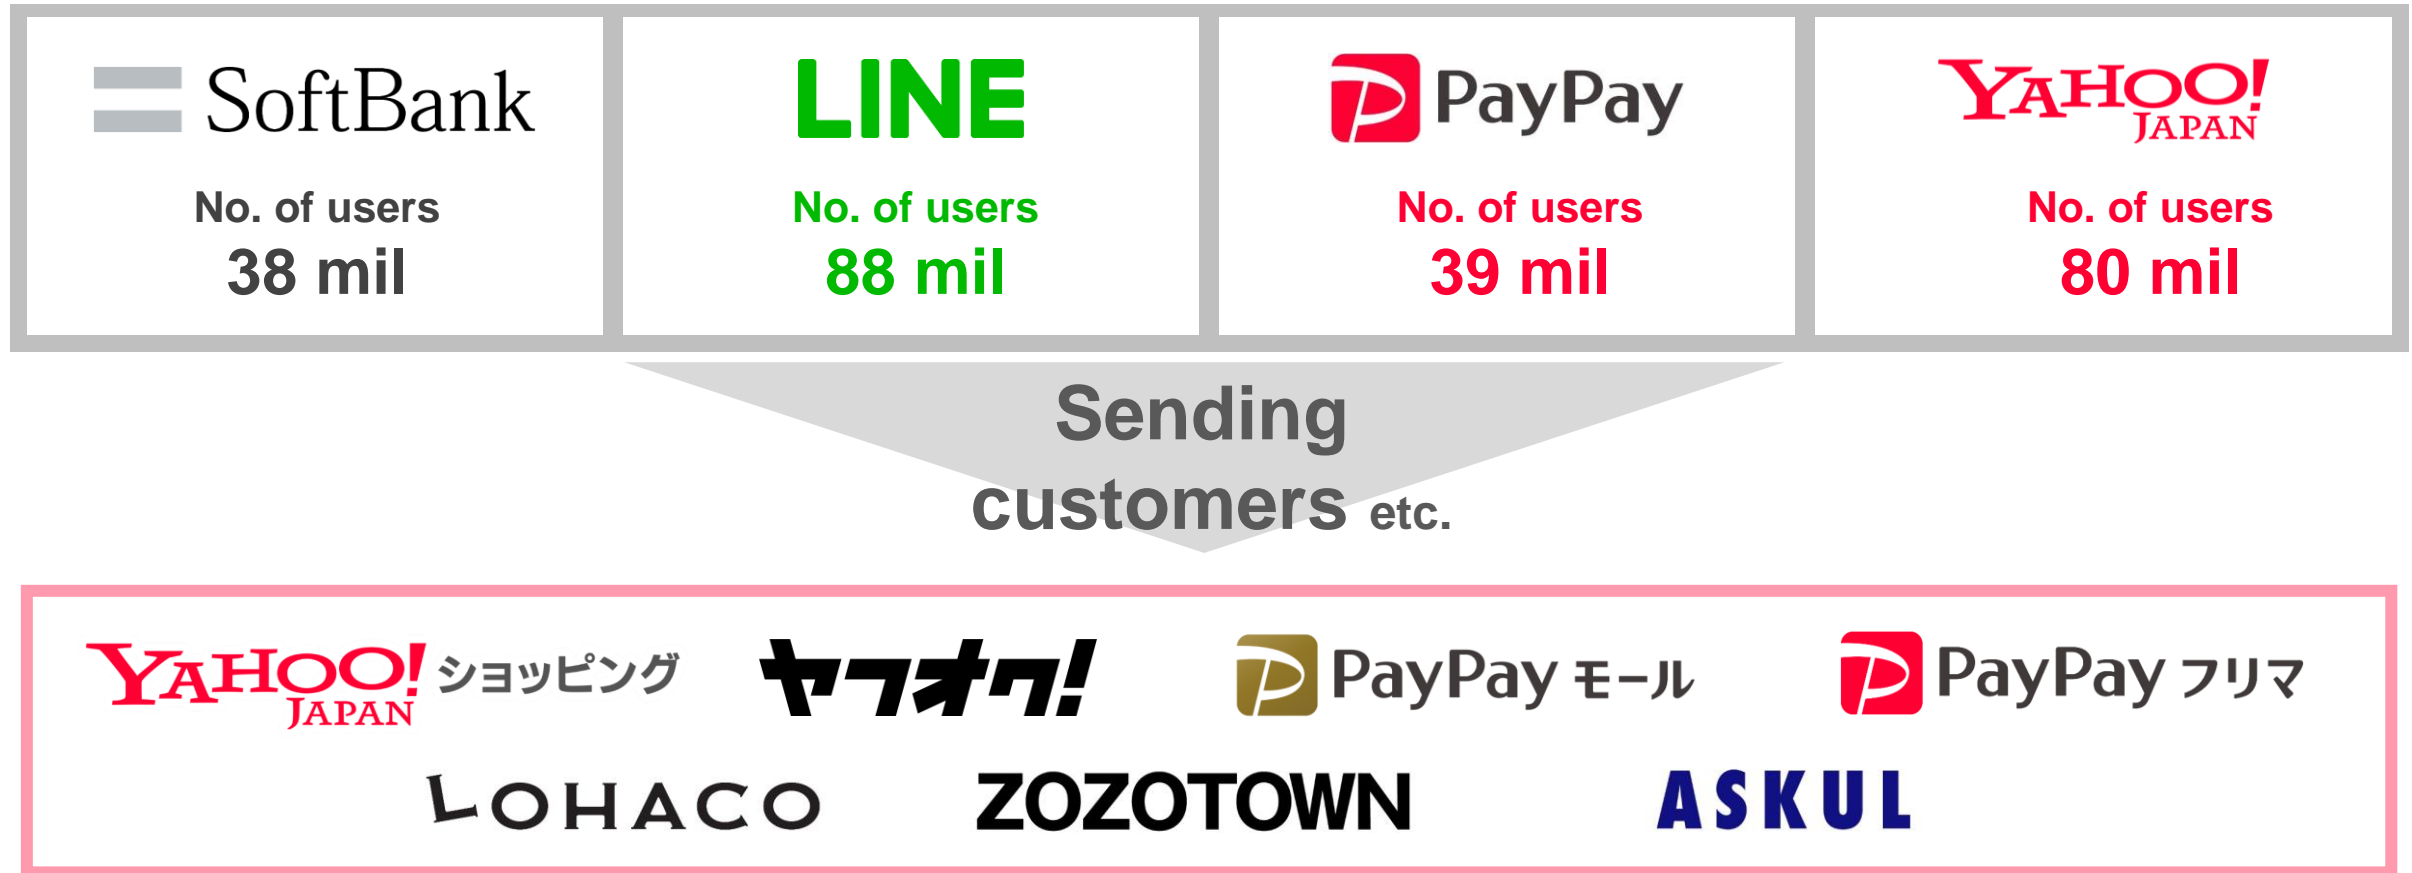 SoftBank
LINE
PayPay
YAHOO!
JAPAN
No. of users
38 mil
No. of users
88 mil
No. of users
39 mil
No. of users
80 mil
Sending
customers etc.
YAHOO! ショッピング
JAPAN
ヤフオク!
PayPay モール
PayPay フリマ
LOHACO
ZOZOTOWN
ASKUL